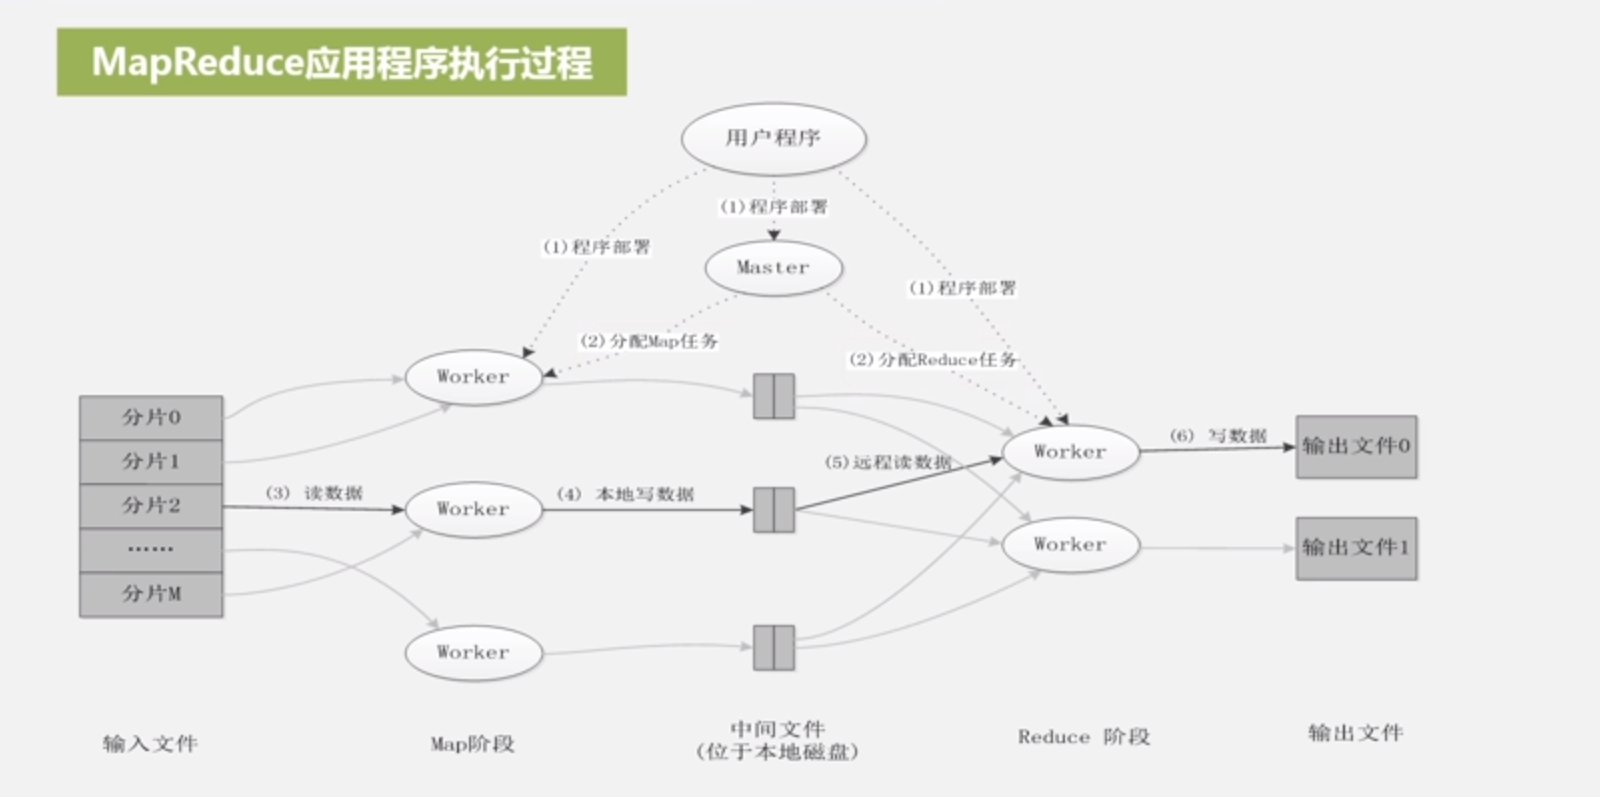 MapReduce应用程序执行过程
用户程序
(1)程序部署
(1)程序部署
Master
(1)程序部署
(2)分配Map任务
(2)分配Reduce任务
Worker
分片0
分片1
分片2
......
分片M
(3) 读数据
Worker
(4) 本地写数据
(5)远程读数据
Worker
(6) 写数据
输出文件0
Worker
输出文件1
Worker
输入文件
Map阶段
中间文件
(位于本地磁盘)
Reduce 阶段
输出文件